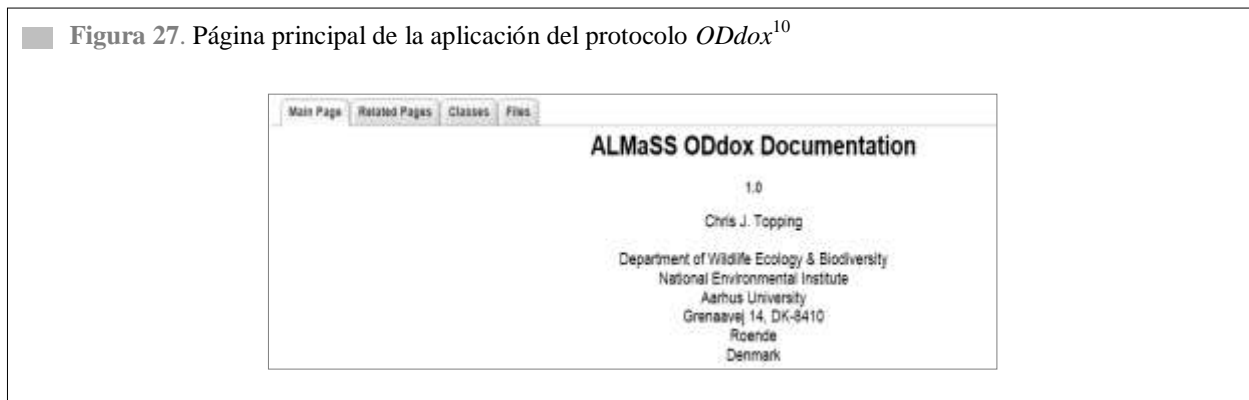 Figura 27. Página principal de la aplicación del protocolo ODdox10
Main Page Related Pages Classes Files
ALMaSS ODdox Documentation
1.0
Chris J. Topping
Department of Wildlife Ecology & Biodiversity
National Environmental Institute
Aarhus University
Grenaavej 14, DK-8410
Roende
Denmark